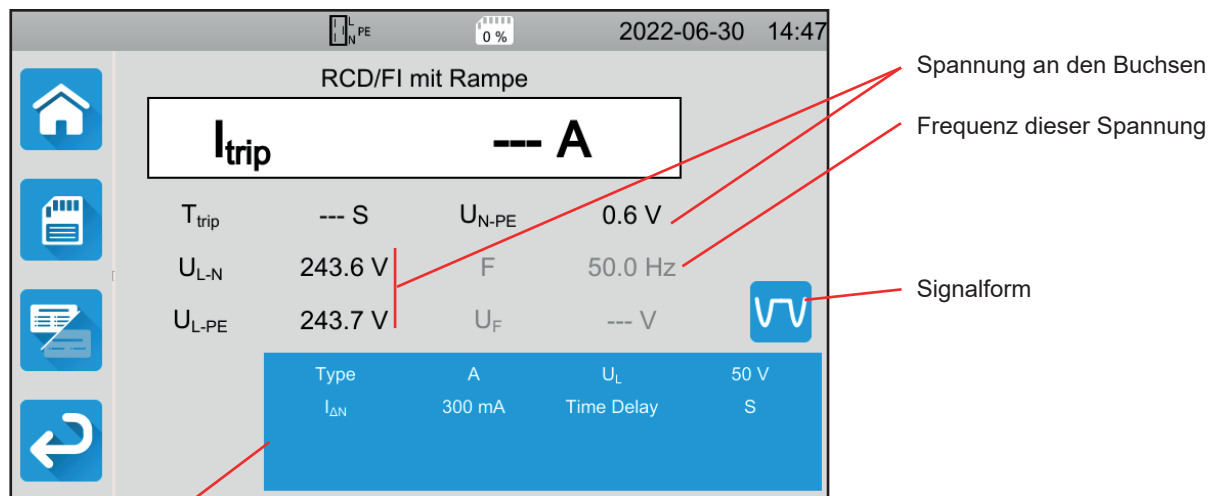 L
N PE
0 % 2022-06-30 14:47
RCD/FI mit Rampe
Itrip --- A
Ttrip --- S UN-PE 0.6 V
UL-N 243.6 V F 50.0 Hz
UL-PE 243.7 V UF --- V
Type A UL 50 V
IΔN 300 mA Time Delay S
Spannung an den Buchsen
Frequenz dieser Spannung
Signalform